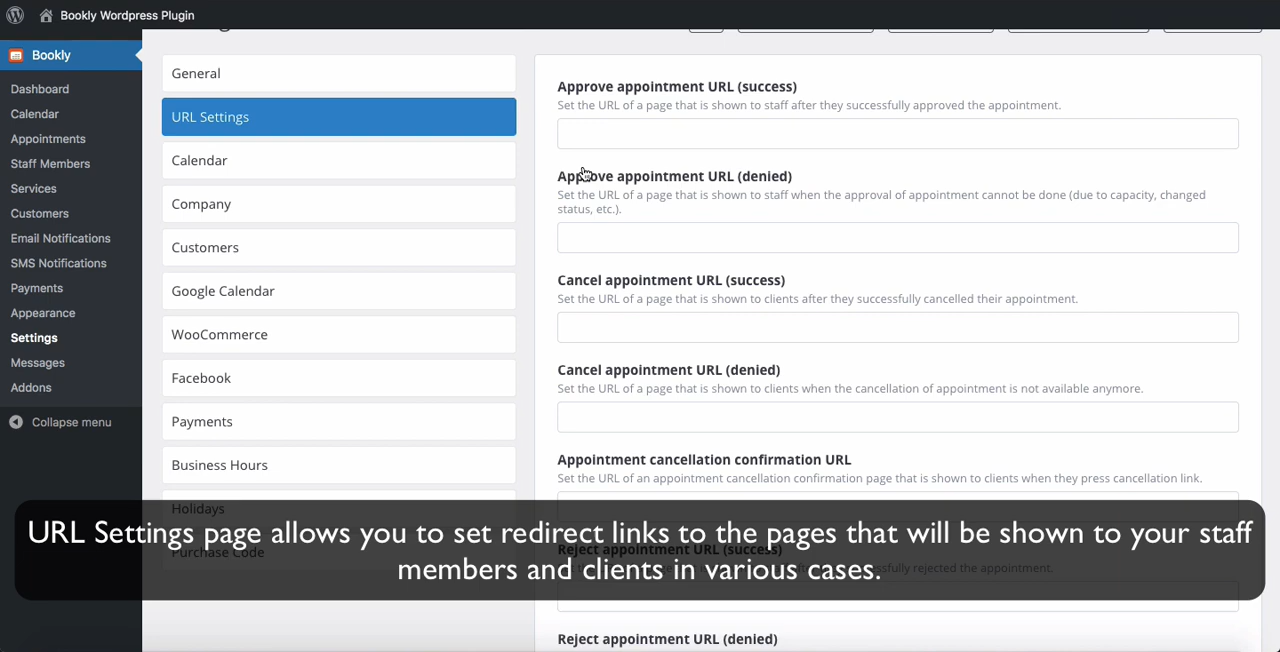 Bookly Wordpress Plugin
Bookly
Dashboard
Calendar
Appointments
Staff Members
Services
Customers
Email Notifications
SMS Notifications
Payments
Appearance
Settings
Messages
Addons
Collapse menu
General
URL Settings
Calendar
Company
Customers
Google Calendar
WooCommerce
Facebook
Payments
Business Hours
Holidays
Purchase Code
Approve appointment URL (success)
Set the URL of a page that is shown to staff after they successfully approved the appointment.
Approve appointment URL (denied)
Set the URL of a page that is shown to staff when the approval of appointment cannot be done (due to capacity, changed
status, etc.).
Cancel appointment URL (success)
Set the URL of a page that is shown to clients after they successfully cancelled their appointment.
Cancel appointment URL (denied)
Set the URL of a page that is shown to clients when the cancellation of appointment is not available anymore.
Appointment cancellation confirmation URL
Set the URL of an appointment cancellation confirmation page that is shown to clients when they press cancellation link.
Reject appointment URL (success)
successfully rejected the appointment.
Reject appointment URL (denied)
URL Settings page allows you to set redirect links to the pages that will be shown to your staff
members and clients in various cases.